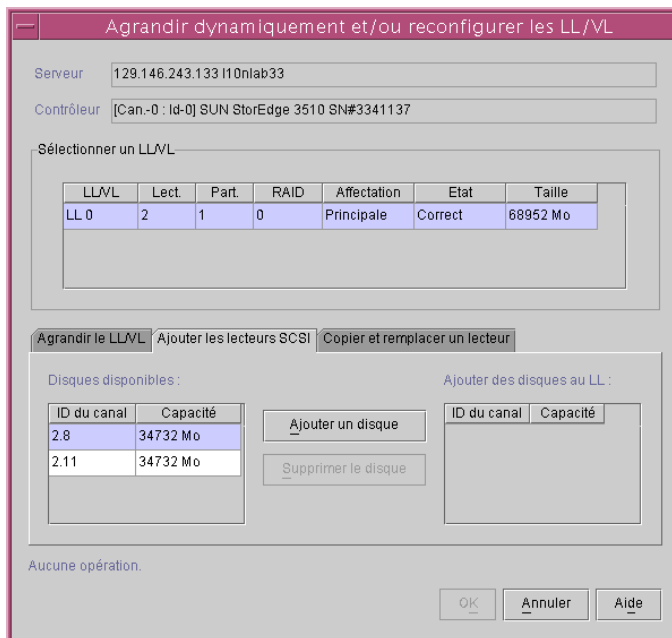 Agrandir dynamiquement et/ou reconfigurer les LL/VL
Serveur 129.146.243.133 l10nlab33
Contrôleur [Can.-0 : Id-0] SUN StorEdge 3510 SN#3341137
Sélectionner un LL/VL
LL/VL Lect. Part. RAID Affectation Etat Taille
LL 0 2 1 0 Principale Correct 68952 Mo
Agrandir le LL/VL Ajouter les lecteurs SCSI Copier et remplacer un lecteur
Disques disponibles : Ajouter des disques au LL :
ID du canal Capacité Ajouter un disque ID du canal Capacité
2.8 34732 Mo
2.11 34732 Mo Supprimer le disque
Aucune opération.
OK Annuler Aide